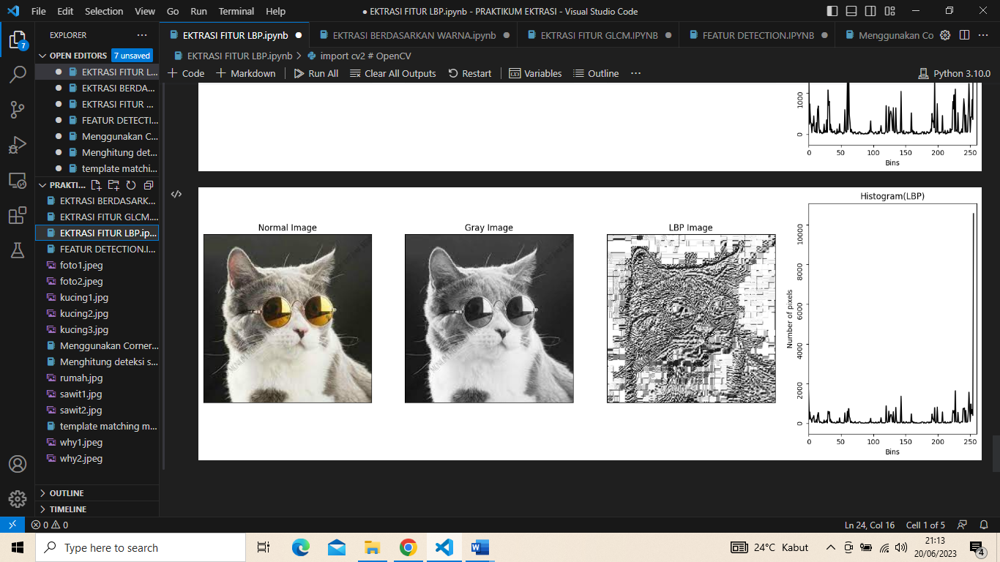 File Edit Selection View Go Run Terminal Help
● EKTRASI FITUR LBP.ipynb - PRAKTIKUM EKTRASI - Visual Studio Code
EXPLORER
OPEN EDITORS 7 unsaved
EKTRASI FITUR L...
EKTRASI BERDA...
EKTRASI FITUR ...
FEATUR DETECTI...
Menggunakan C...
Menghitung det...
template matchi...
PRAKTI...
EKTRASI BERDASARK...
EKTRASI FITUR GLCM....
EKTRASI FITUR LBP.ip...
FEATUR DETECTION.I...
foto1.jpeg
foto2.jpeg
kucing1.jpg
kucing2.jpg
kucing3.jpg
Menggunakan Corner...
Menghitung deteksi s...
rumah.jpg
sawit1.jpg
sawit2.jpg
template matching m...
why1.jpeg
why2.jpeg
OUTLINE
TIMELINE
7
EKTRASI FITUR LBP.ipynb
EKTRASI BERDASARKAN WARNA.ipynb
EKTRASI FITUR GLCM.IPYNB
FEATUR DETECTION.IPYNB
Menggunakan Co
EKTRASI FITUR LBP.ipynb > import cv2 # OpenCV
+ Code + Markdown Run All Clear All Outputs Restart Variables Outline ...
Python 3.10.0
1000
0
0 50 100 150 200 250
Bins
Normal Image
Gray Image
LBP Image
Histogram(LBP)
Number of pixels
10000
8000
6000
4000
2000
0
0 50 100 150 200 250
Bins
0 0
Ln 24, Col 16 Cell 1 of 5
Type here to search
24°C Kabut
21:13
20/06/2023
4